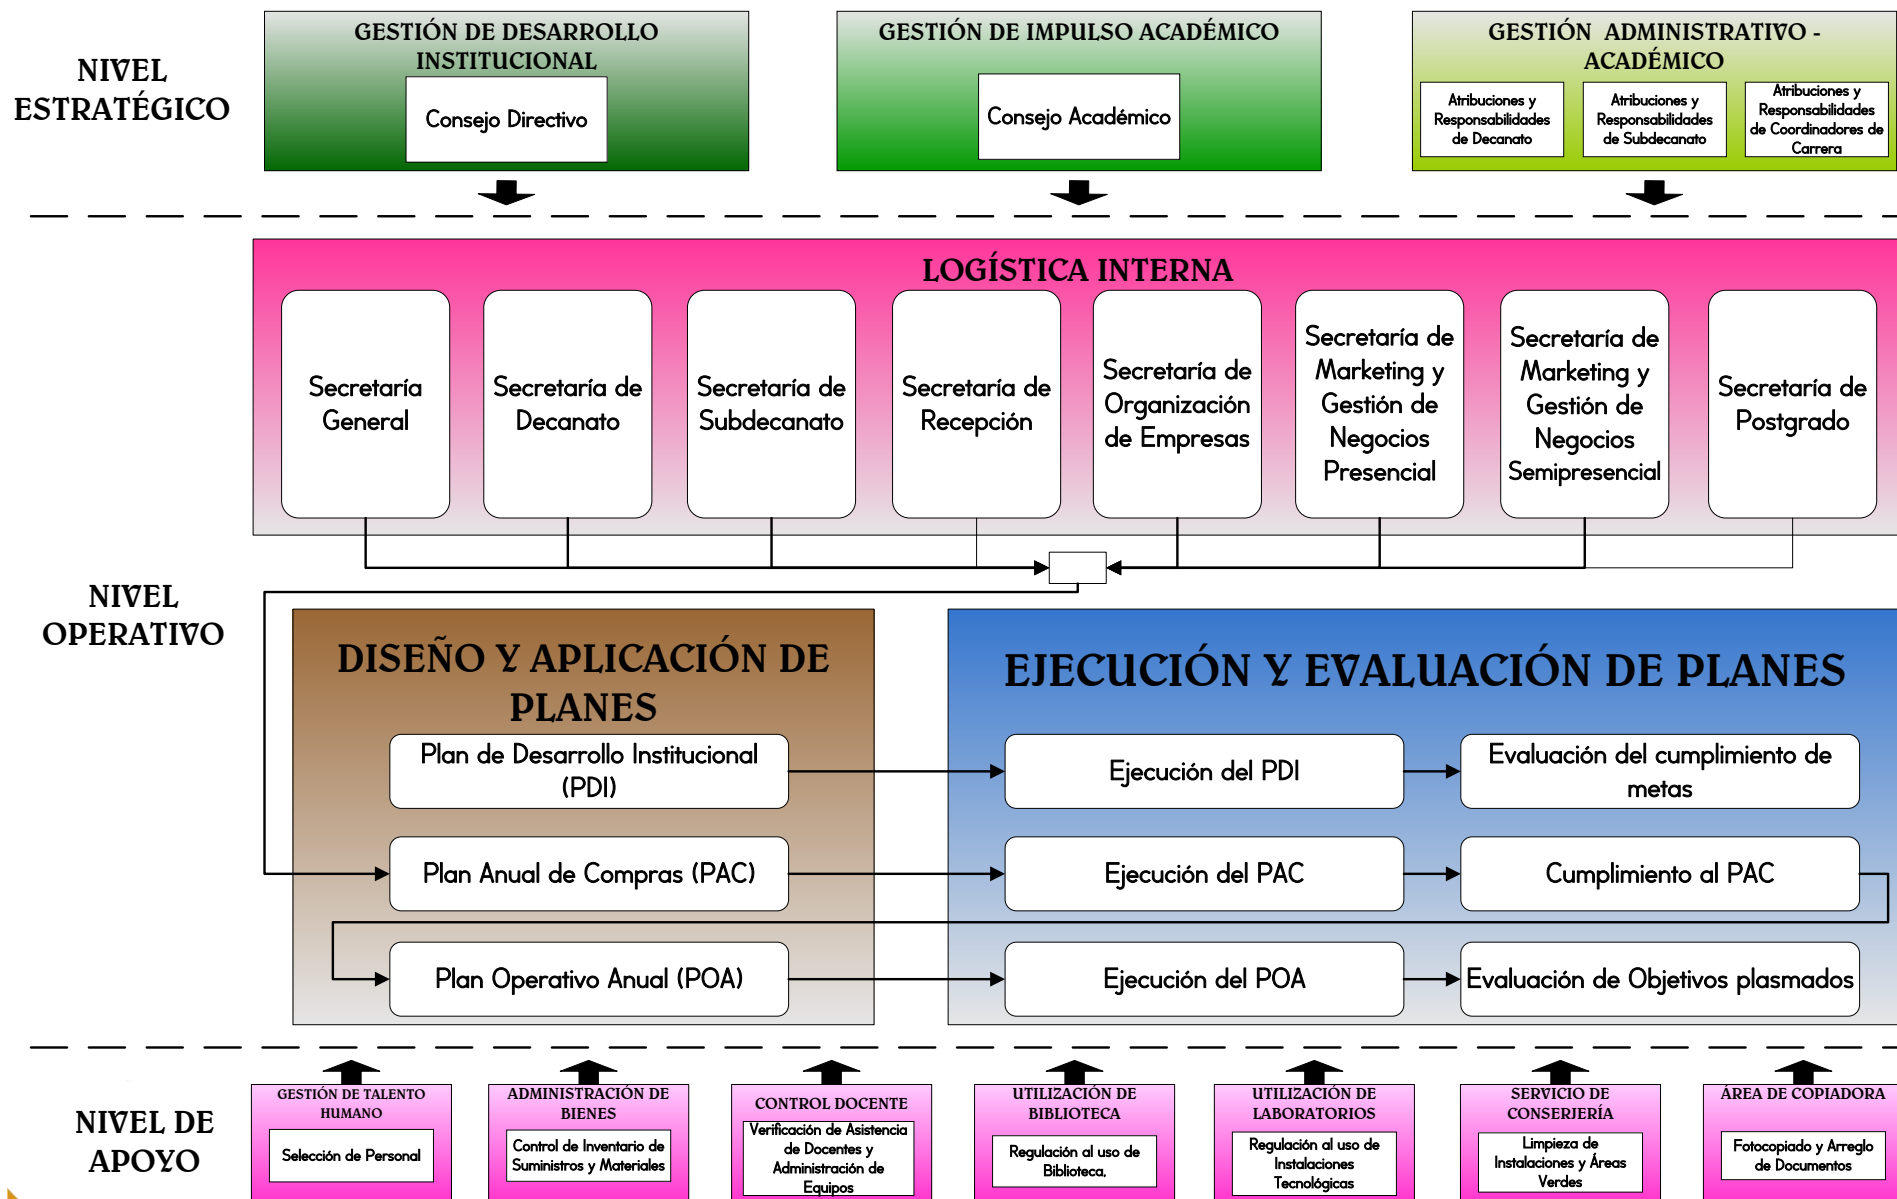 NIVEL
ESTRATÉGICO
GESTIÓN DE DESARROLLO
INSTITUCIONAL
Consejo Directivo
GESTIÓN DE IMPULSO ACADÉMICO
Consejo Académico
GESTIÓN ADMINISTRATIVO -
ACADÉMICO
Atribuciones y
Responsabilidades
de Decanato
Atribuciones y
Responsabilidades
de Subdecanato
Atribuciones y
Responsabilidades
de Coordinadores de
Carrera
NIVEL
OPERATIVO
LOGÍSTICA INTERNA
Secretaría
General
Secretaría de
Decanato
Secretaría de
Subdecanato
Secretaría de
Recepción
Secretaría de
Organización
de Empresas
Secretaría de
Marketing y
Gestión de
Negocios
Presencial
Secretaría de
Marketing y
Gestión de
Negocios
Semipresencial
Secretaría de
Postgrado
DISEÑO Y APLICACIÓN DE
PLANES
Plan de Desarrollo Institucional
(PDI)
Plan Anual de Compras (PAC)
Plan Operativo Anual (POA)
EJECUCIÓN Y EVALUACIÓN DE PLANES
Ejecución del PDI
Evaluación del cumplimiento de
metas
Ejecución del PAC
Cumplimiento al PAC
Ejecución del POA
Evaluación de Objetivos plasmados
NIVEL DE
APOYO
GESTIÓN DE TALENTO
HUMANO
Selección de Personal
ADMINISTRACIÓN DE
BIENES
Control de Inventario de
Suministros y Materiales
CONTROL DOCENTE
Verificación de Asistencia
de Docentes y
Administración de
Equipos
UTILIZACIÓN DE
BIBLIOTECA
Regulación al uso de
Biblioteca.
UTILIZACIÓN DE
LABORATORIOS
Regulación al uso de
Instalaciones
Tecnológicas
SERVICIO DE
CONSERJERÍA
Limpieza de
Instalaciones y Áreas
Verdes
ÁREA DE COPIADORA
Fotocopiado y Arreglo
de Documentos